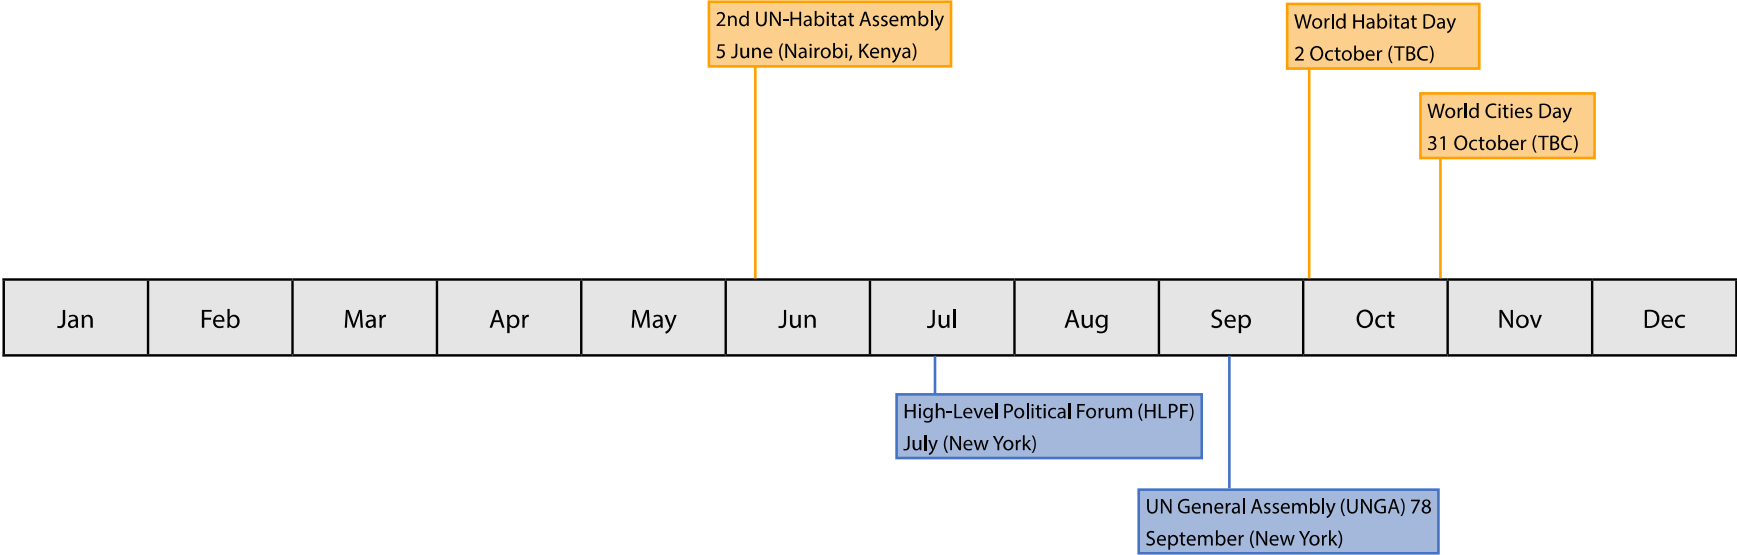 2nd UN-Habitat Assembly
5 June (Nairobi, Kenya)
World Habitat Day
2 October (TBC)
World Cities Day
31 October (TBC)
Jan Feb Mar Apr May Jun Jul Aug Sep Oct Nov Dec
High-Level Political Forum (HLPF)
July (New York)
UN General Assembly (UNGA) 78
September (New York)